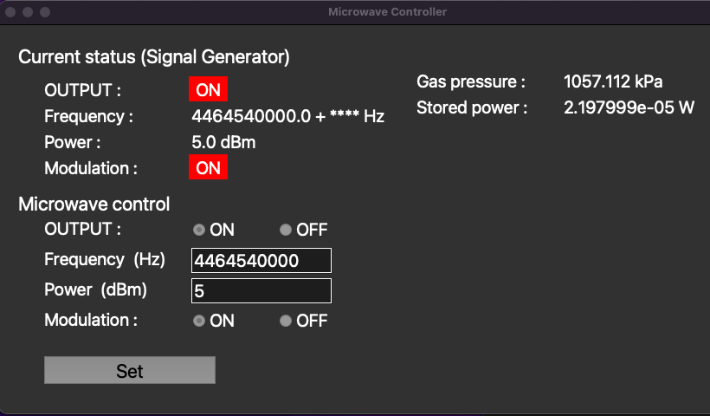 Microwave Controller
Current status (Signal Generator)
OUTPUT : ON
Frequency : 4464540000.0 + **** Hz
Power : 5.0 dBm
Modulation : ON
Gas pressure : 1057.112 kPa
Stored power : 2.197999e-05 W
Microwave control
OUTPUT : ON OFF
Frequency (Hz) 4464540000
Power (dBm) 5
Modulation : ON OFF
Set